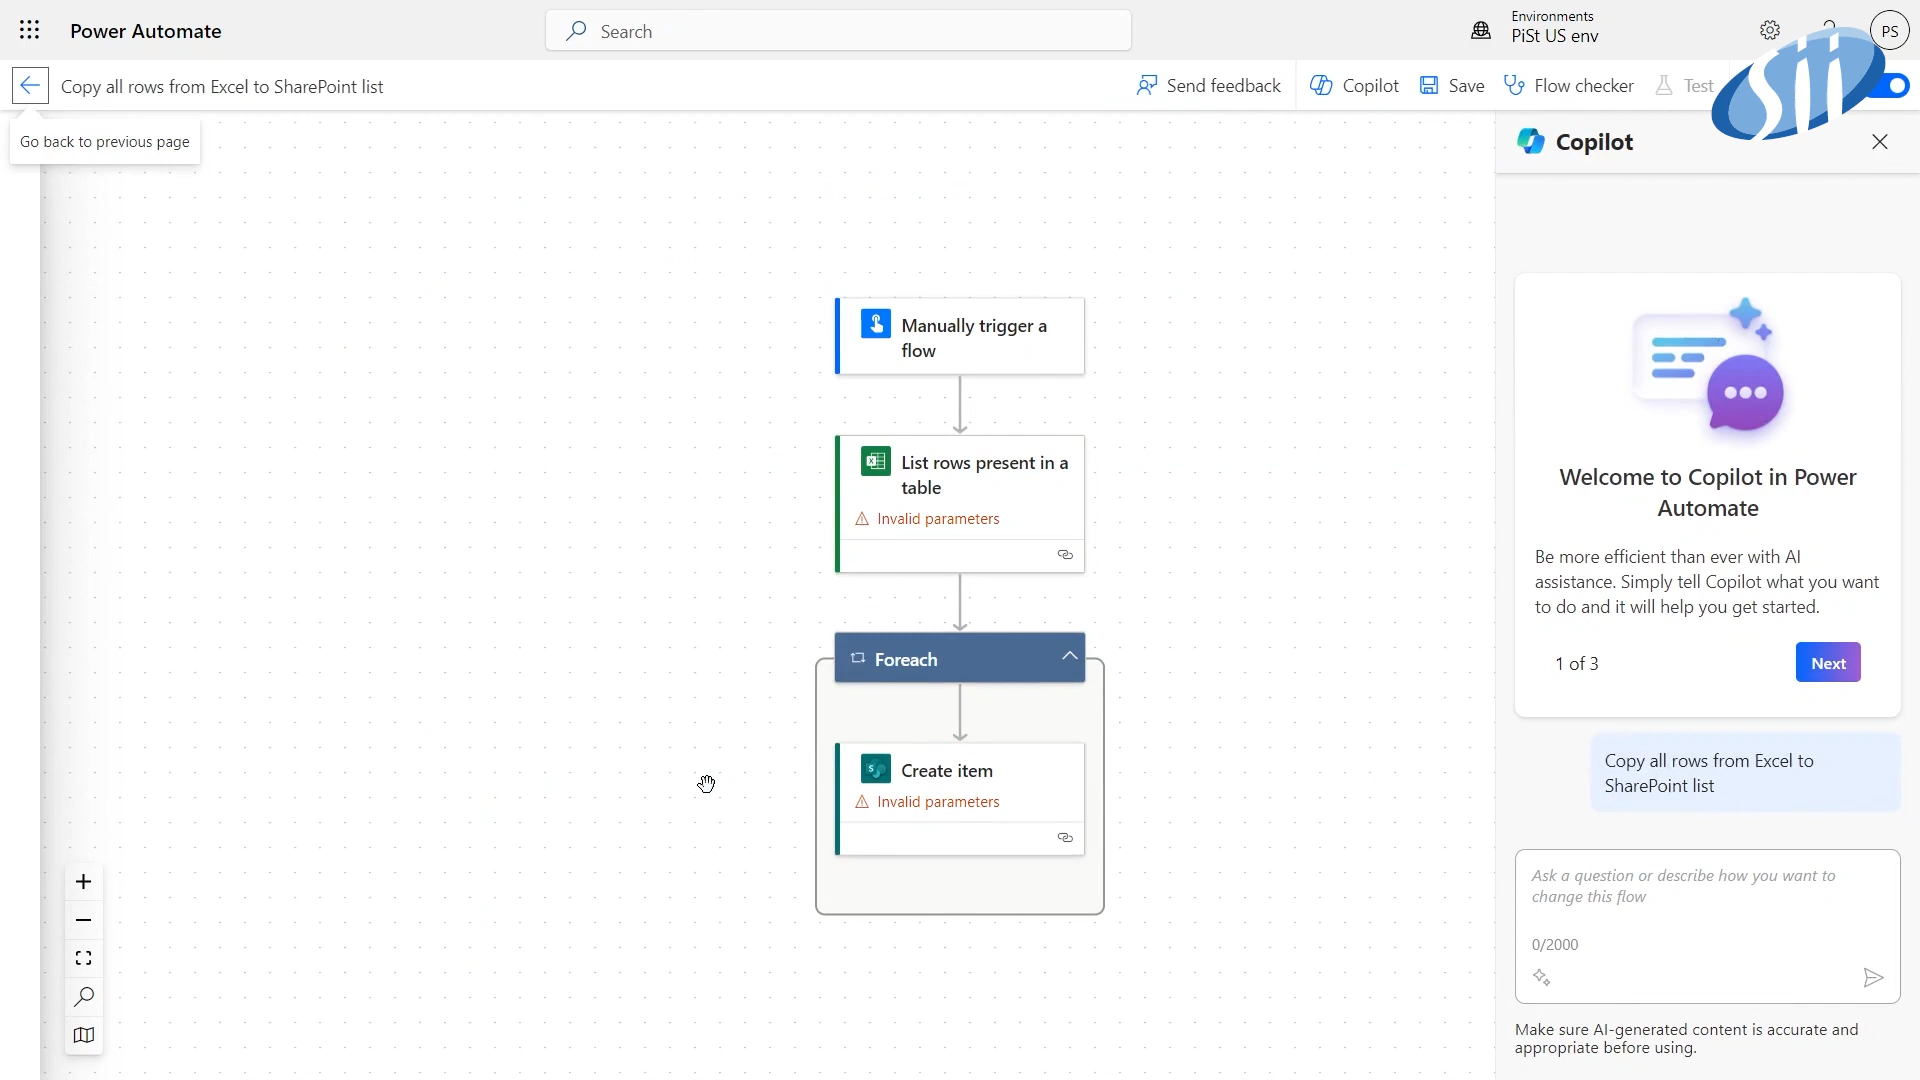 Power Automate
Search
Environments
PiSt US env
PS
Copy all rows from Excel to SharePoint list
Send feedback
Copilot
Save
Flow checker
Test
Sii
Go back to previous page
Copilot
Manually trigger a
flow
List rows present in a
table
Invalid parameters
Foreach
Create item
Invalid parameters
Welcome to Copilot in Power
Automate
Be more efficient than ever with AI
assistance. Simply tell Copilot what you want
to do and it will help you get started.
1 of 3
Next
Copy all rows from Excel to
SharePoint list
Ask a question or describe how you want to
change this flow
0/2000
Make sure AI-generated content is accurate and
appropriate before using.